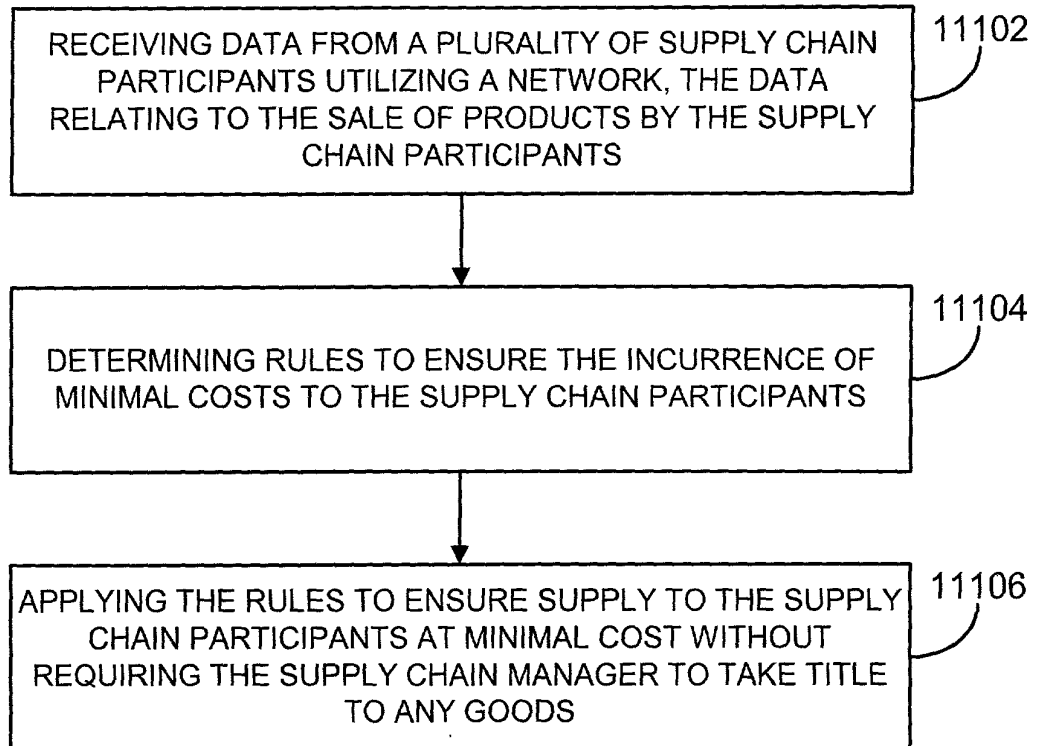 RECEIVING DATA FROM A PLURALITY OF SUPPLY CHAIN
PARTICIPANTS UTILIZING A NETWORK, THE DATA
RELATING TO THE SALE OF PRODUCTS BY THE SUPPLY
CHAIN PARTICIPANTS
11102
DETERMINING RULES TO ENSURE THE INCURRENCE OF
MINIMAL COSTS TO THE SUPPLY CHAIN PARTICIPANTS
11104
APPLYING THE RULES TO ENSURE SUPPLY TO THE SUPPLY
CHAIN PARTICIPANTS AT MINIMAL COST WITHOUT
REQUIRING THE SUPPLY CHAIN MANAGER TO TAKE TITLE
TO ANY GOODS
11106